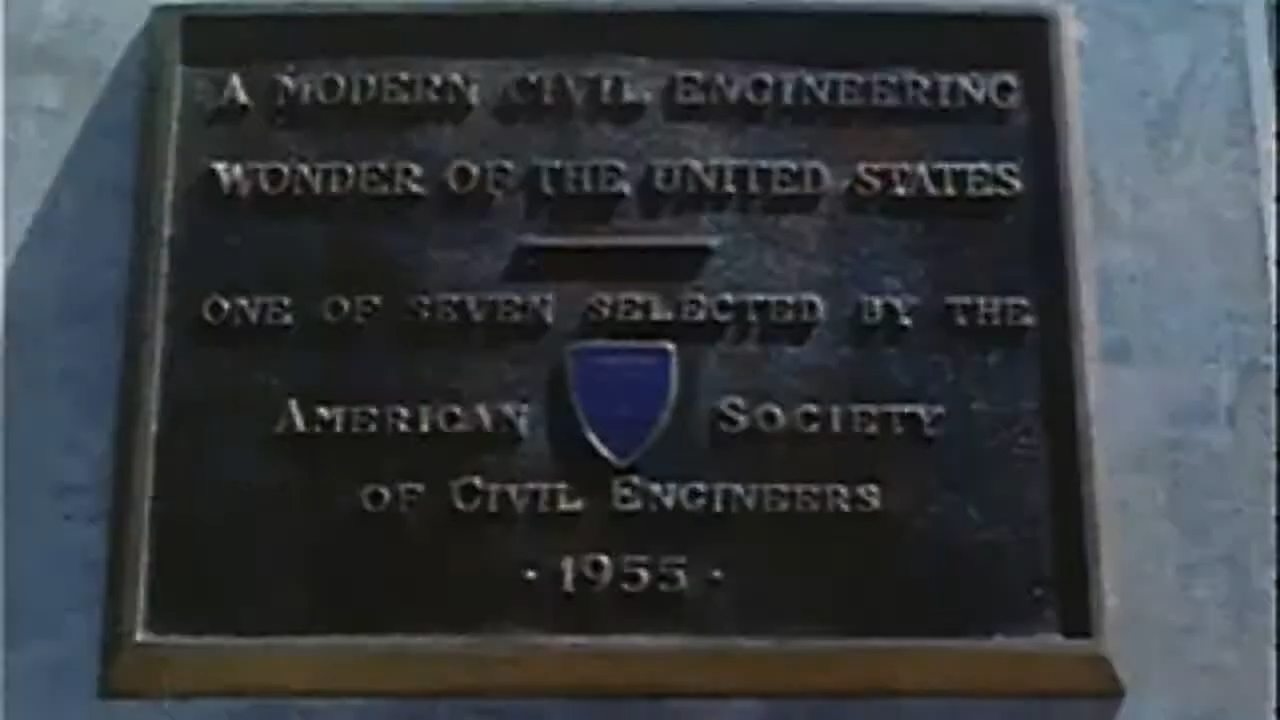 A MODERN CIVIL ENGINEERING
WONDER OF THE UNITED STATES
ONE OF SEVEN SELECTED BY THE
AMERICAN SOCIETY
OF CIVIL ENGINEERS
· 1955 ·